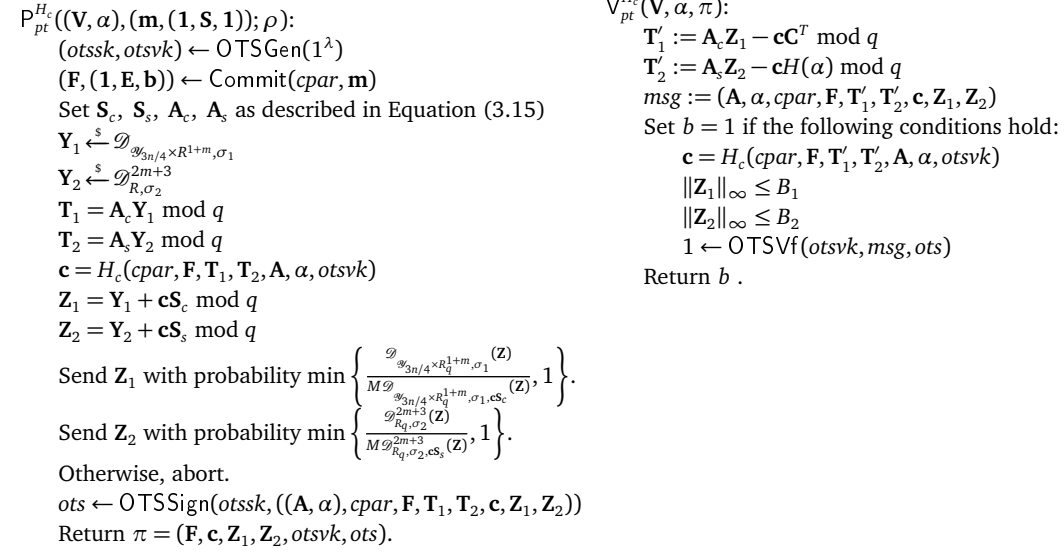 P_{pt}^{H_c}((V, α), (m, (1, S, 1)); ρ):
(otssk, otsvk) ← OTSGen(1^λ)
(F, (1, E, b)) ← Commit(cpar, m)
Set S_c, S_s, A_c, A_s as described in Equation (3.15)
Y_1 ←^$ 𝒟_{𝒴_{3n/4}×R^{1+m},σ_1}
Y_2 ←^$ 𝒟_{R,σ_2}^{2m+3}
T_1 = A_c Y_1 mod q
T_2 = A_s Y_2 mod q
c = H_c(cpar, F, T_1, T_2, A, α, otsvk)
Z_1 = Y_1 + cS_c mod q
Z_2 = Y_2 + cS_s mod q
Send Z_1 with probability min { 𝒟_{𝒴_{3n/4}×R_q^{1+m},σ_1}(Z) / M𝒟_{𝒴_{3n/4}×R_q^{1+m},σ_1,cS_c}(Z), 1 }.
Send Z_2 with probability min { 𝒟_{R_q,σ_2}^{2m+3}(Z) / M𝒟_{R_q,σ_2,cS_s}^{2m+3}(Z), 1 }.
Otherwise, abort.
ots ← OTSSign(otssk, ((A, α), cpar, F, T_1, T_2, c, Z_1, Z_2))
Return π = (F, c, Z_1, Z_2, otsvk, ots).
V_{pt}^{H_c}(V, α, π):
T′_1 := A_c Z_1 − cC^T mod q
T′_2 := A_s Z_2 − cH(α) mod q
msg := (A, α, cpar, F, T′_1, T′_2, c, Z_1, Z_2)
Set b = 1 if the following conditions hold:
c = H_c(cpar, F, T′_1, T′_2, A, α, otsvk)
‖Z_1‖_∞ ≤ B_1
‖Z_2‖_∞ ≤ B_2
1 ← OTSVf(otsvk, msg, ots)
Return b .